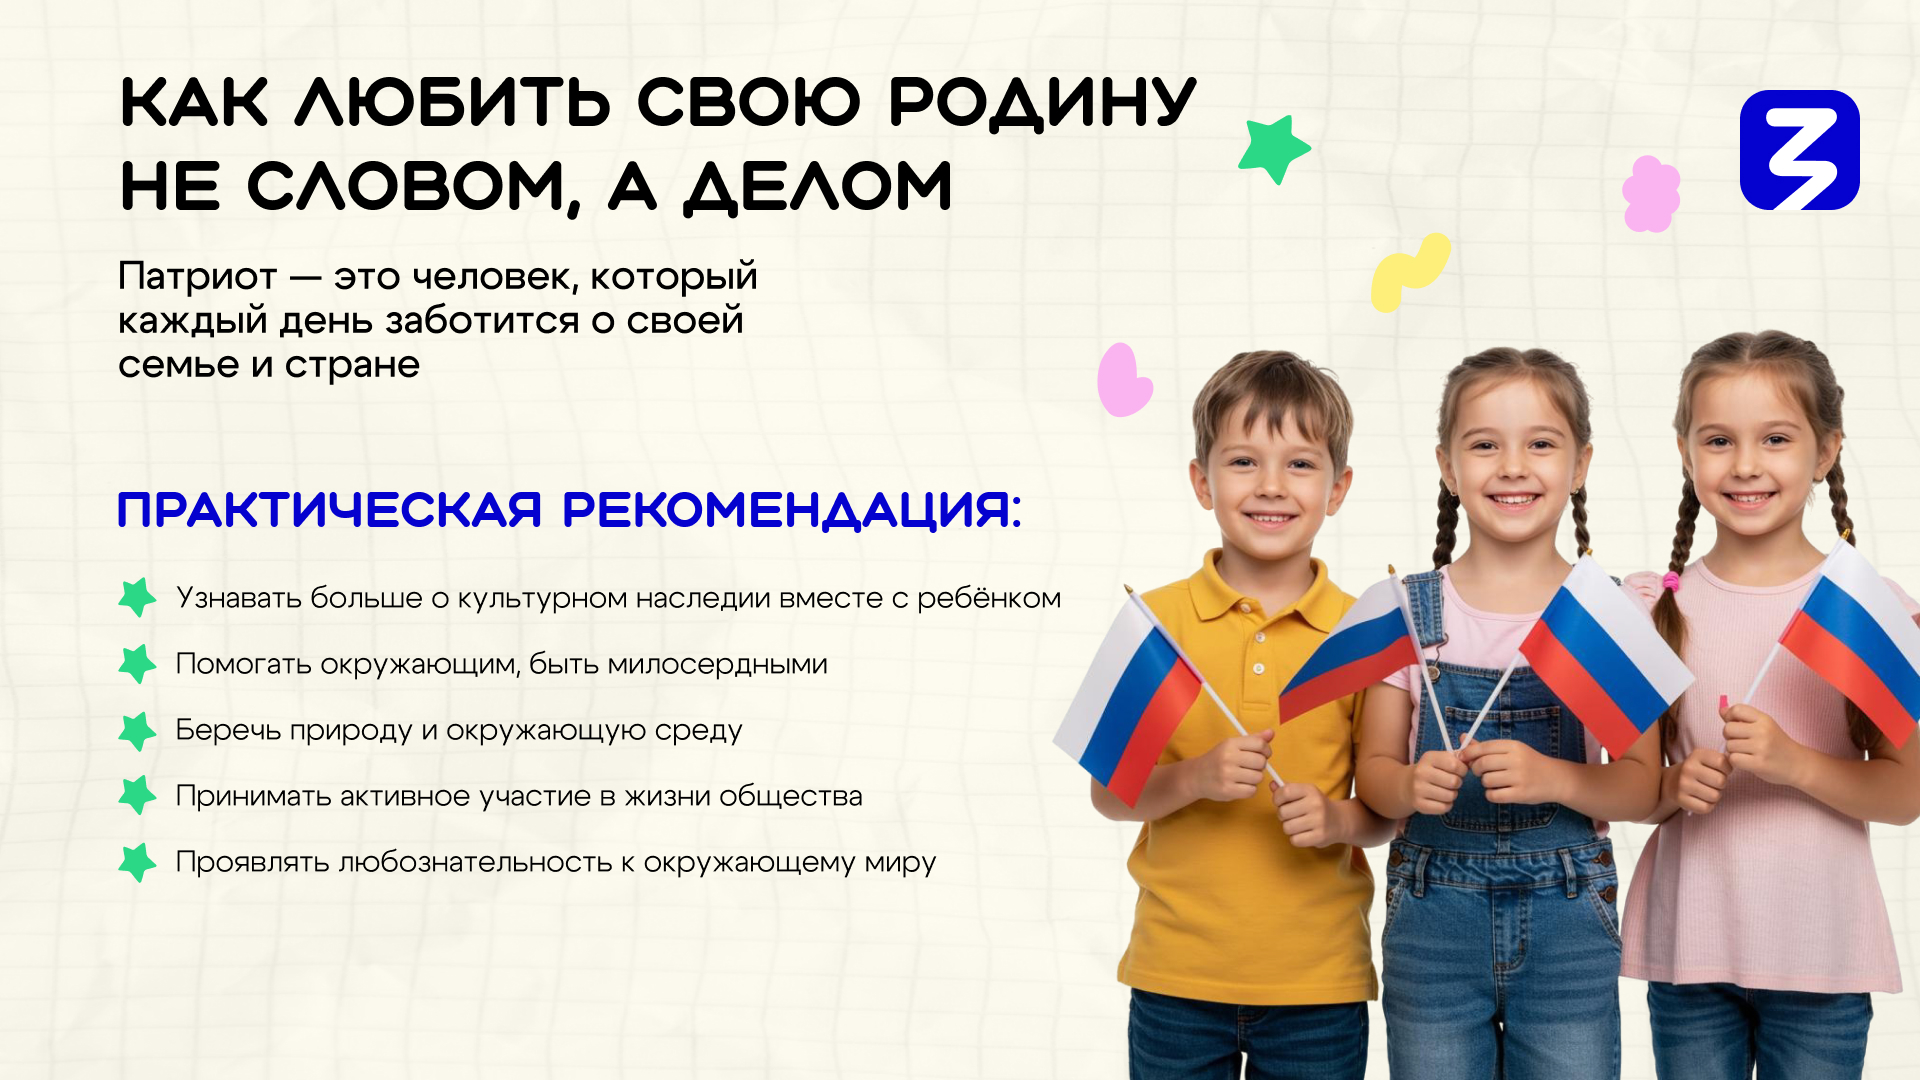 КАК ЛЮБИТЬ СВОЮ РОДИНУ
НЕ СЛОВОМ, А ДЕЛОМ
Патриот — это человек, который
каждый день заботится о своей
семье и стране
ПРАКТИЧЕСКАЯ РЕКОМЕНДАЦИЯ:
Узнавать больше о культурном наследии вместе с ребёнком
Помогать окружающим, быть милосердными
Беречь природу и окружающую среду
Принимать активное участие в жизни общества
Проявлять любознательность к окружающему миру